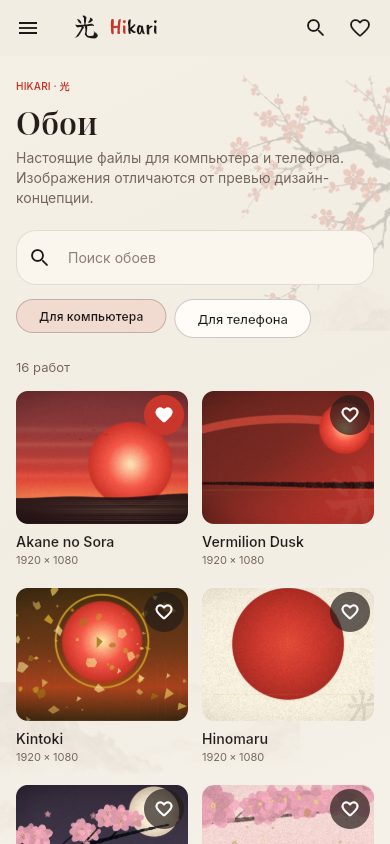 光 Hikari
HIKARI · 光
Обои
Настоящие файлы для компьютера и телефона.
Изображения отличаются от превью дизайн-
концепции.
Поиск обоев
Для компьютера
Для телефона
16 работ
Akane no Sora
Vermilion Dusk
1920 × 1080
1920 × 1080
Kintoki
Hinomaru
1920 × 1080
1920 × 1080